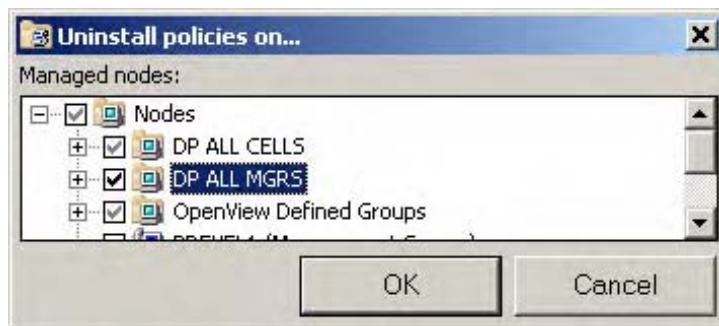 Uninstall policies on...
Managed nodes:
Nodes
DP ALL CELLS
DP ALL MGRS
OpenView Defined Groups
OK
Cancel